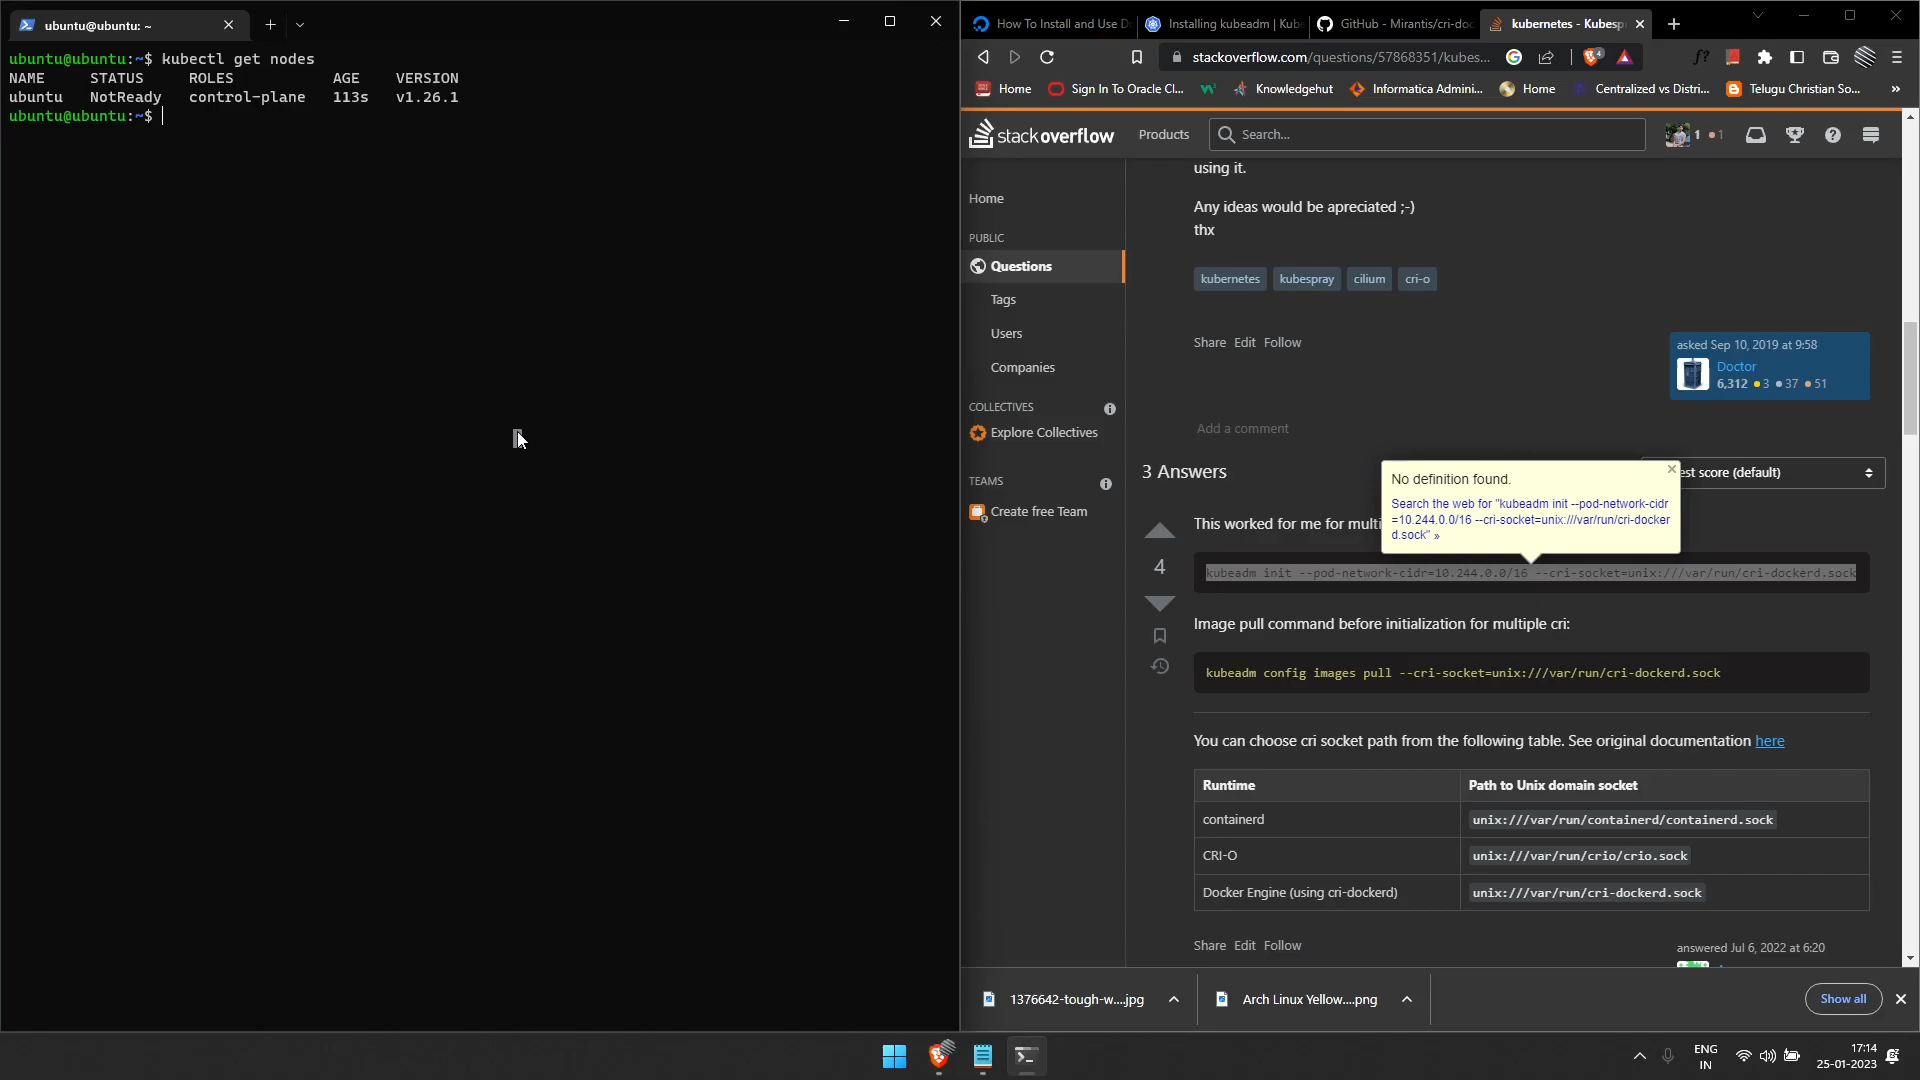 ubuntu@ubuntu: ~
ubuntu@ubuntu:~$ kubectl get nodes
NAME STATUS ROLES AGE VERSION
ubuntu NotReady control-plane 113s v1.26.1
ubuntu@ubuntu:~$
How To Install and Use D
Installing kubeadm | Kube
GitHub - Mirantis/cri-doc
kubernetes - Kubesp
stackoverflow.com/questions/57868351/kubes...
4
f?
Home
Sign In To Oracle Cl...
Knowledgehut
Informatica Admini...
Home
Centralized vs Distri...
Telugu Christian So...
»
stackoverflow
Products
Search...
1
1
Home
PUBLIC
Questions
Tags
Users
Companies
COLLECTIVES
Explore Collectives
TEAMS
Create free Team
using it.
Any ideas would be apreciated ;-)
thx
kubernetes kubespray cilium cri-o
Share Edit Follow
asked Sep 10, 2019 at 9:58
Doctor
6,312 3 37 51
Add a comment
3 Answers
est score (default)
No definition found.
Search the web for "kubeadm init --pod-network-cidr
=10.244.0.0/16 --cri-socket=unix:///var/run/cri-docker
d.sock" »
This worked for me for multi
4
kubeadm init --pod-network-cidr=10.244.0.0/16 --cri-socket=unix:///var/run/cri-dockerd.sock
Image pull command before initialization for multiple cri:
kubeadm config images pull --cri-socket=unix:///var/run/cri-dockerd.sock
You can choose cri socket path from the following table. See original documentation here
Runtime Path to Unix domain socket
containerd unix:///var/run/containerd/containerd.sock
CRI-O unix:///var/run/crio/crio.sock
Docker Engine (using cri-dockerd) unix:///var/run/cri-dockerd.sock
Share Edit Follow
answered Jul 6, 2022 at 6:20
1376642-tough-w....jpg
Arch Linux Yellow....png
Show all
ENG
IN
17:14
25-01-2023